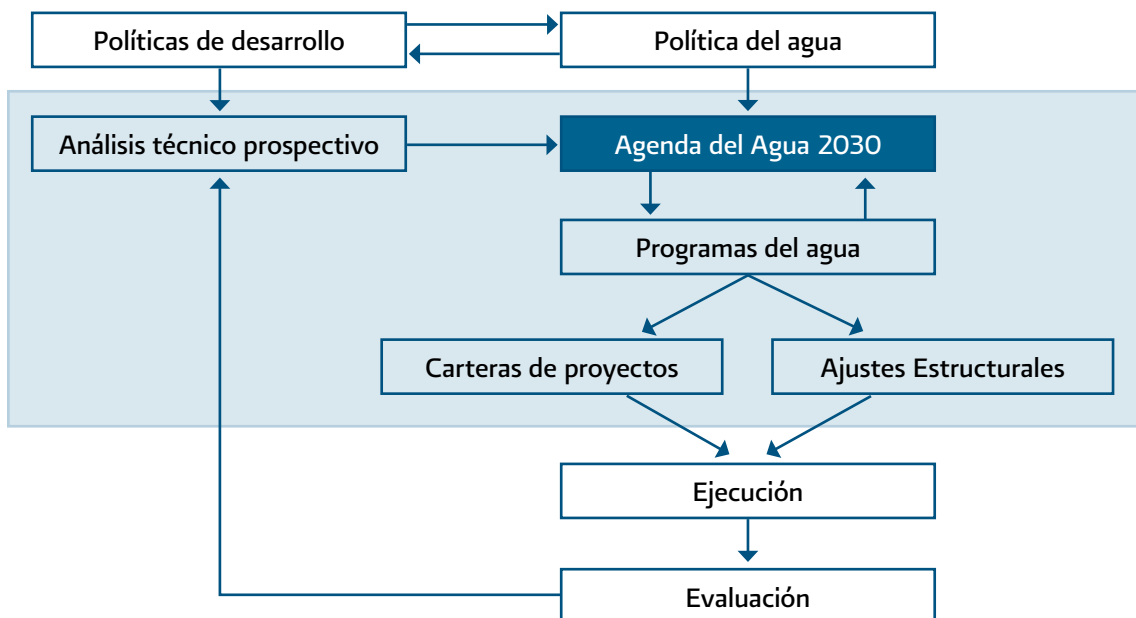 Políticas de desarrollo
Política del agua
Análisis técnico prospectivo
Agenda del Agua 2030
Programas del agua
Carteras de proyectos
Ajustes Estructurales
Ejecución
Evaluación